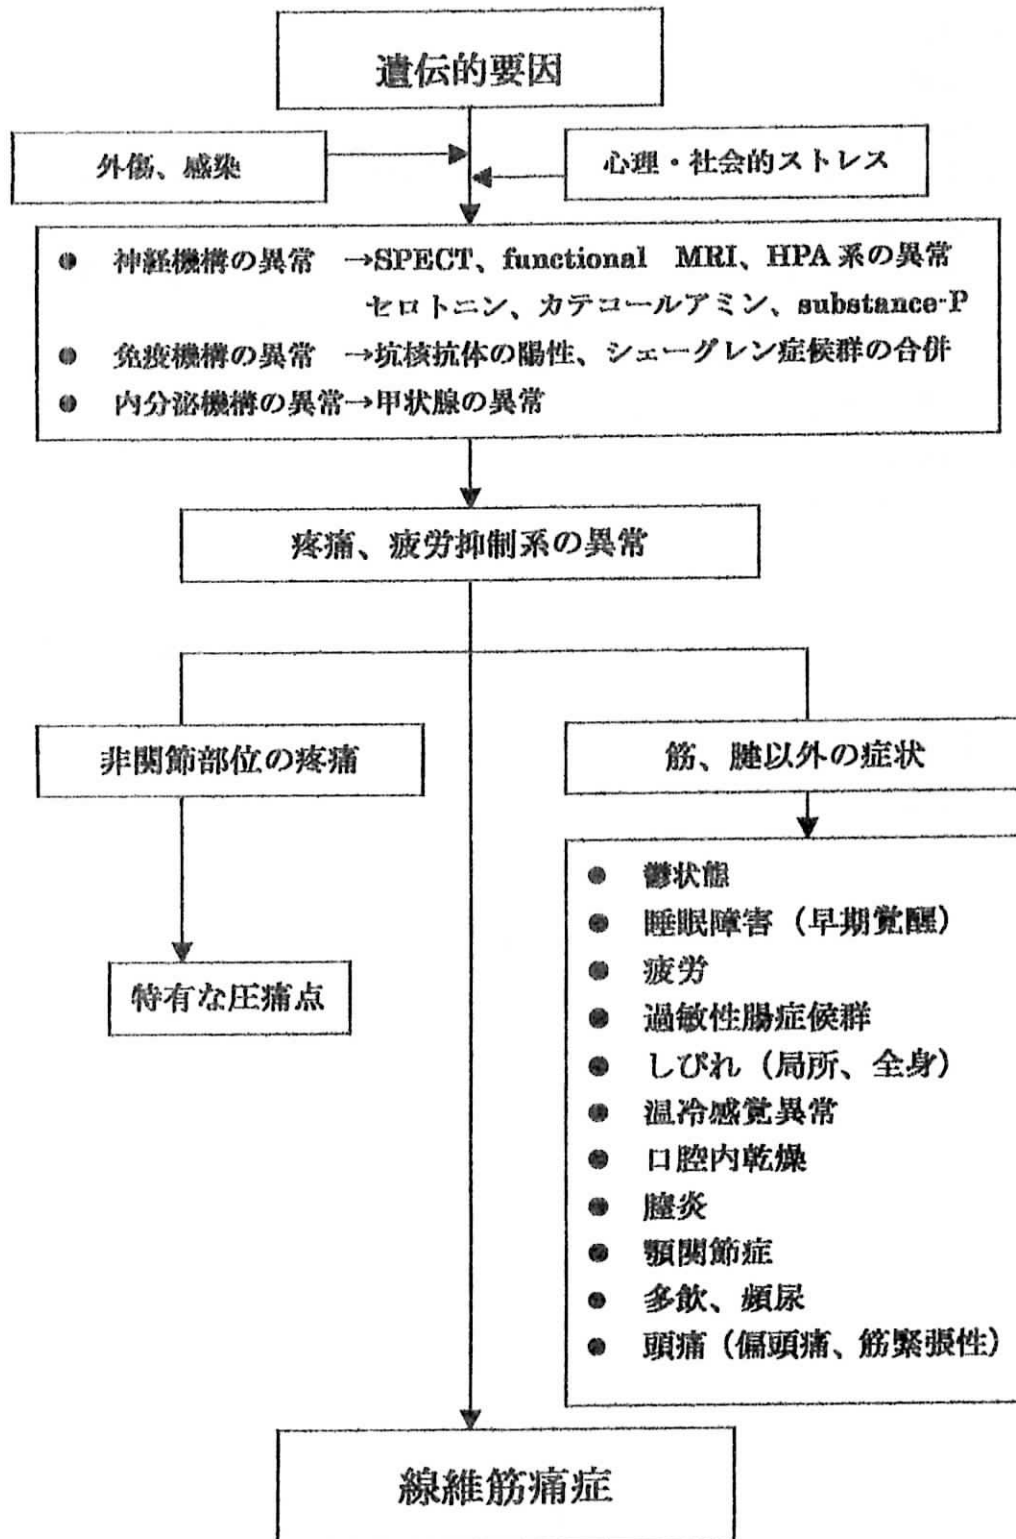 遺伝的要因
外傷、感染
心理・社会的ストレス
● 神経機構の異常 →SPECT、functional MRI、HPA系の異常
セロトニン、カテコールアミン、substance-P
● 免疫機構の異常 →坑核抗体の陽性、シェーグレン症候群の合併
● 内分泌機構の異常→甲状腺の異常
疼痛、疲労抑制系の異常
非関節部位の疼痛
筋、腱以外の症状
特有な圧痛点
● 鬱状態
● 睡眠障害（早期覚醒）
● 疲労
● 過敏性腸症候群
● しびれ（局所、全身）
● 温冷感覚異常
● 口腔内乾燥
● 膣炎
● 顎関節症
● 多飲、頻尿
● 頭痛（偏頭痛、筋緊張性）
線維筋痛症